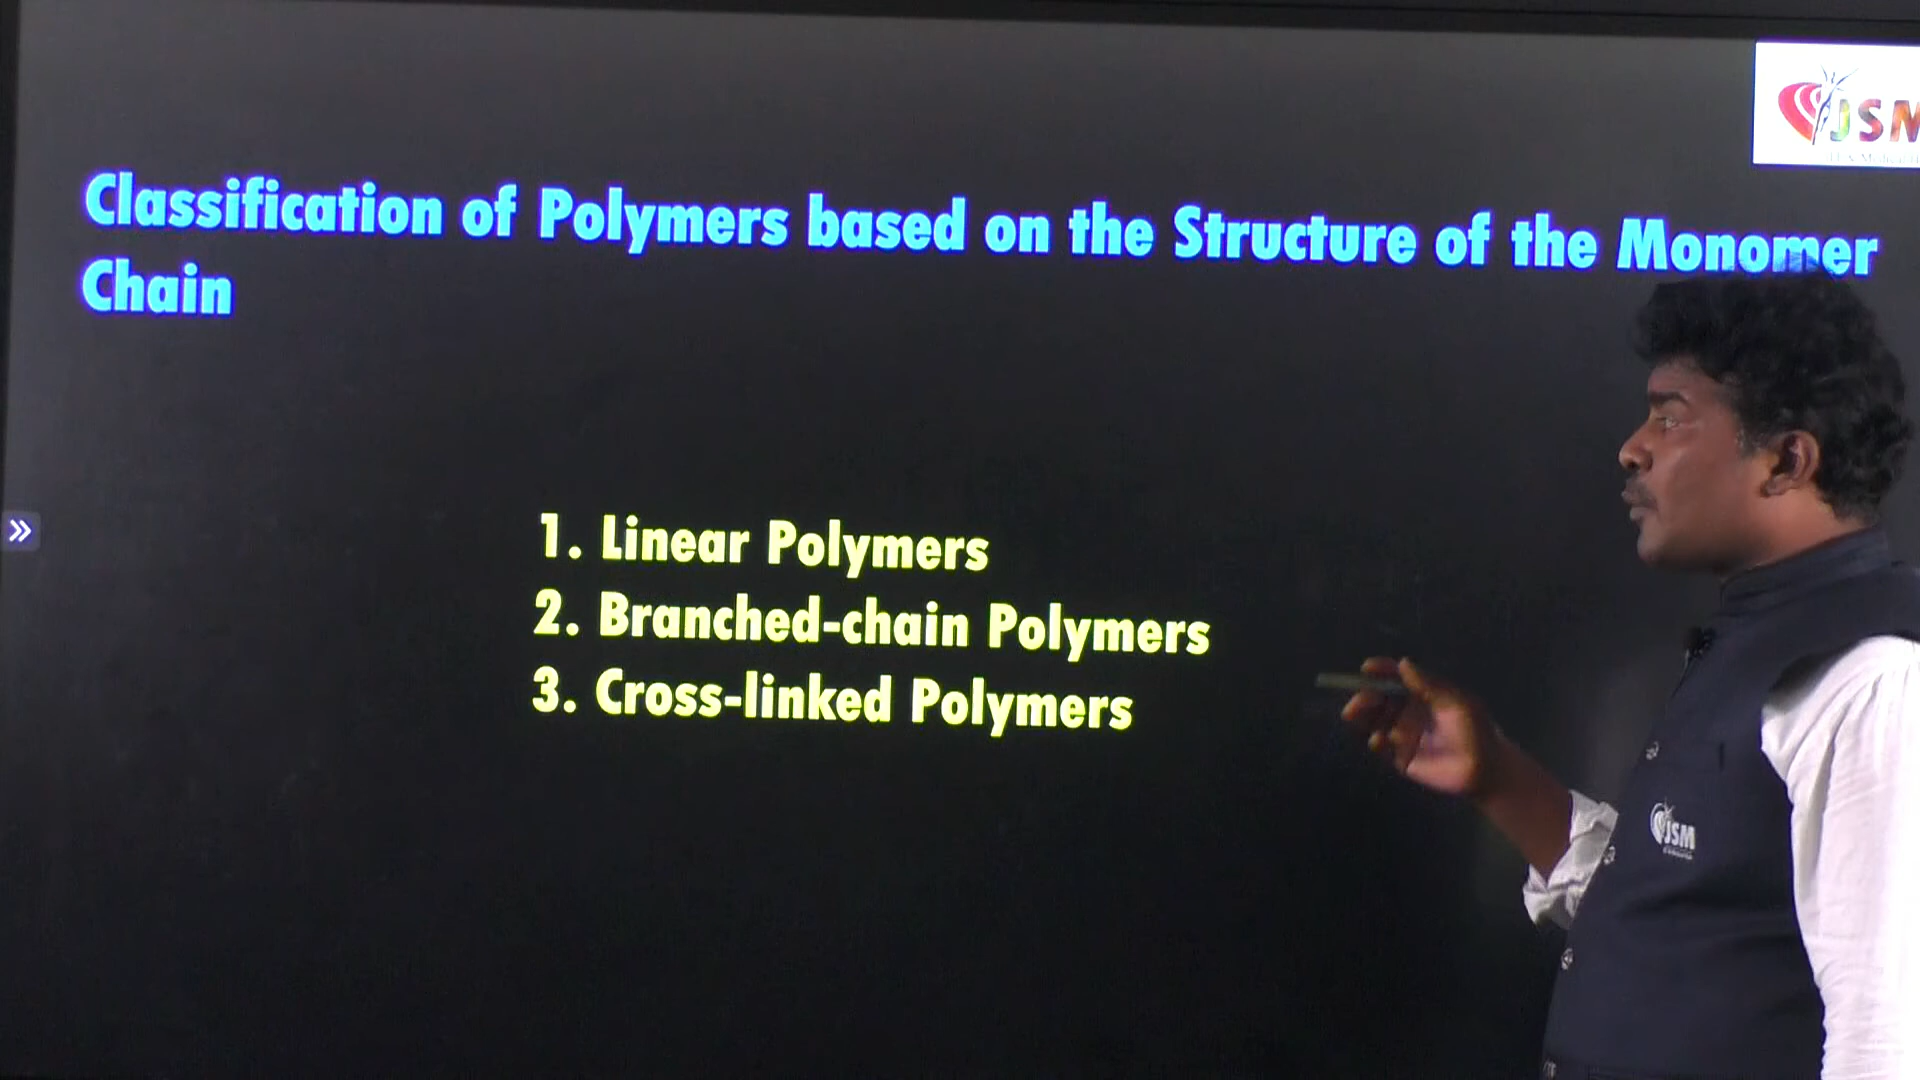 JSM
Classification of Polymers based on the Structure of the Monomer
Chain
1. Linear Polymers
2. Branched-chain Polymers
3. Cross-linked Polymers
JSM